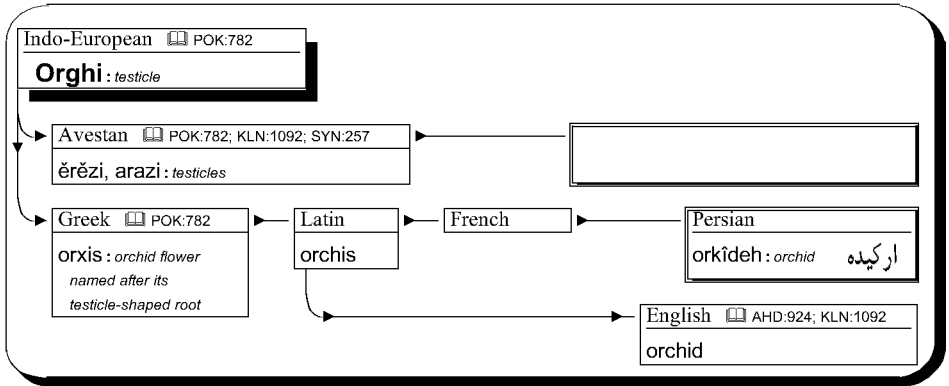 Indo-European POK:782
Orghi : testicle
Avestan POK:782; KLN:1092; SYN:257
ěrězi, arazi : testicles
Greek POK:782
orxis : orchid flower
named after its
testicle-shaped root
Latin
orchis
French
Persian
orkîdeh : orchid ارکیده
English AHD:924; KLN:1092
orchid